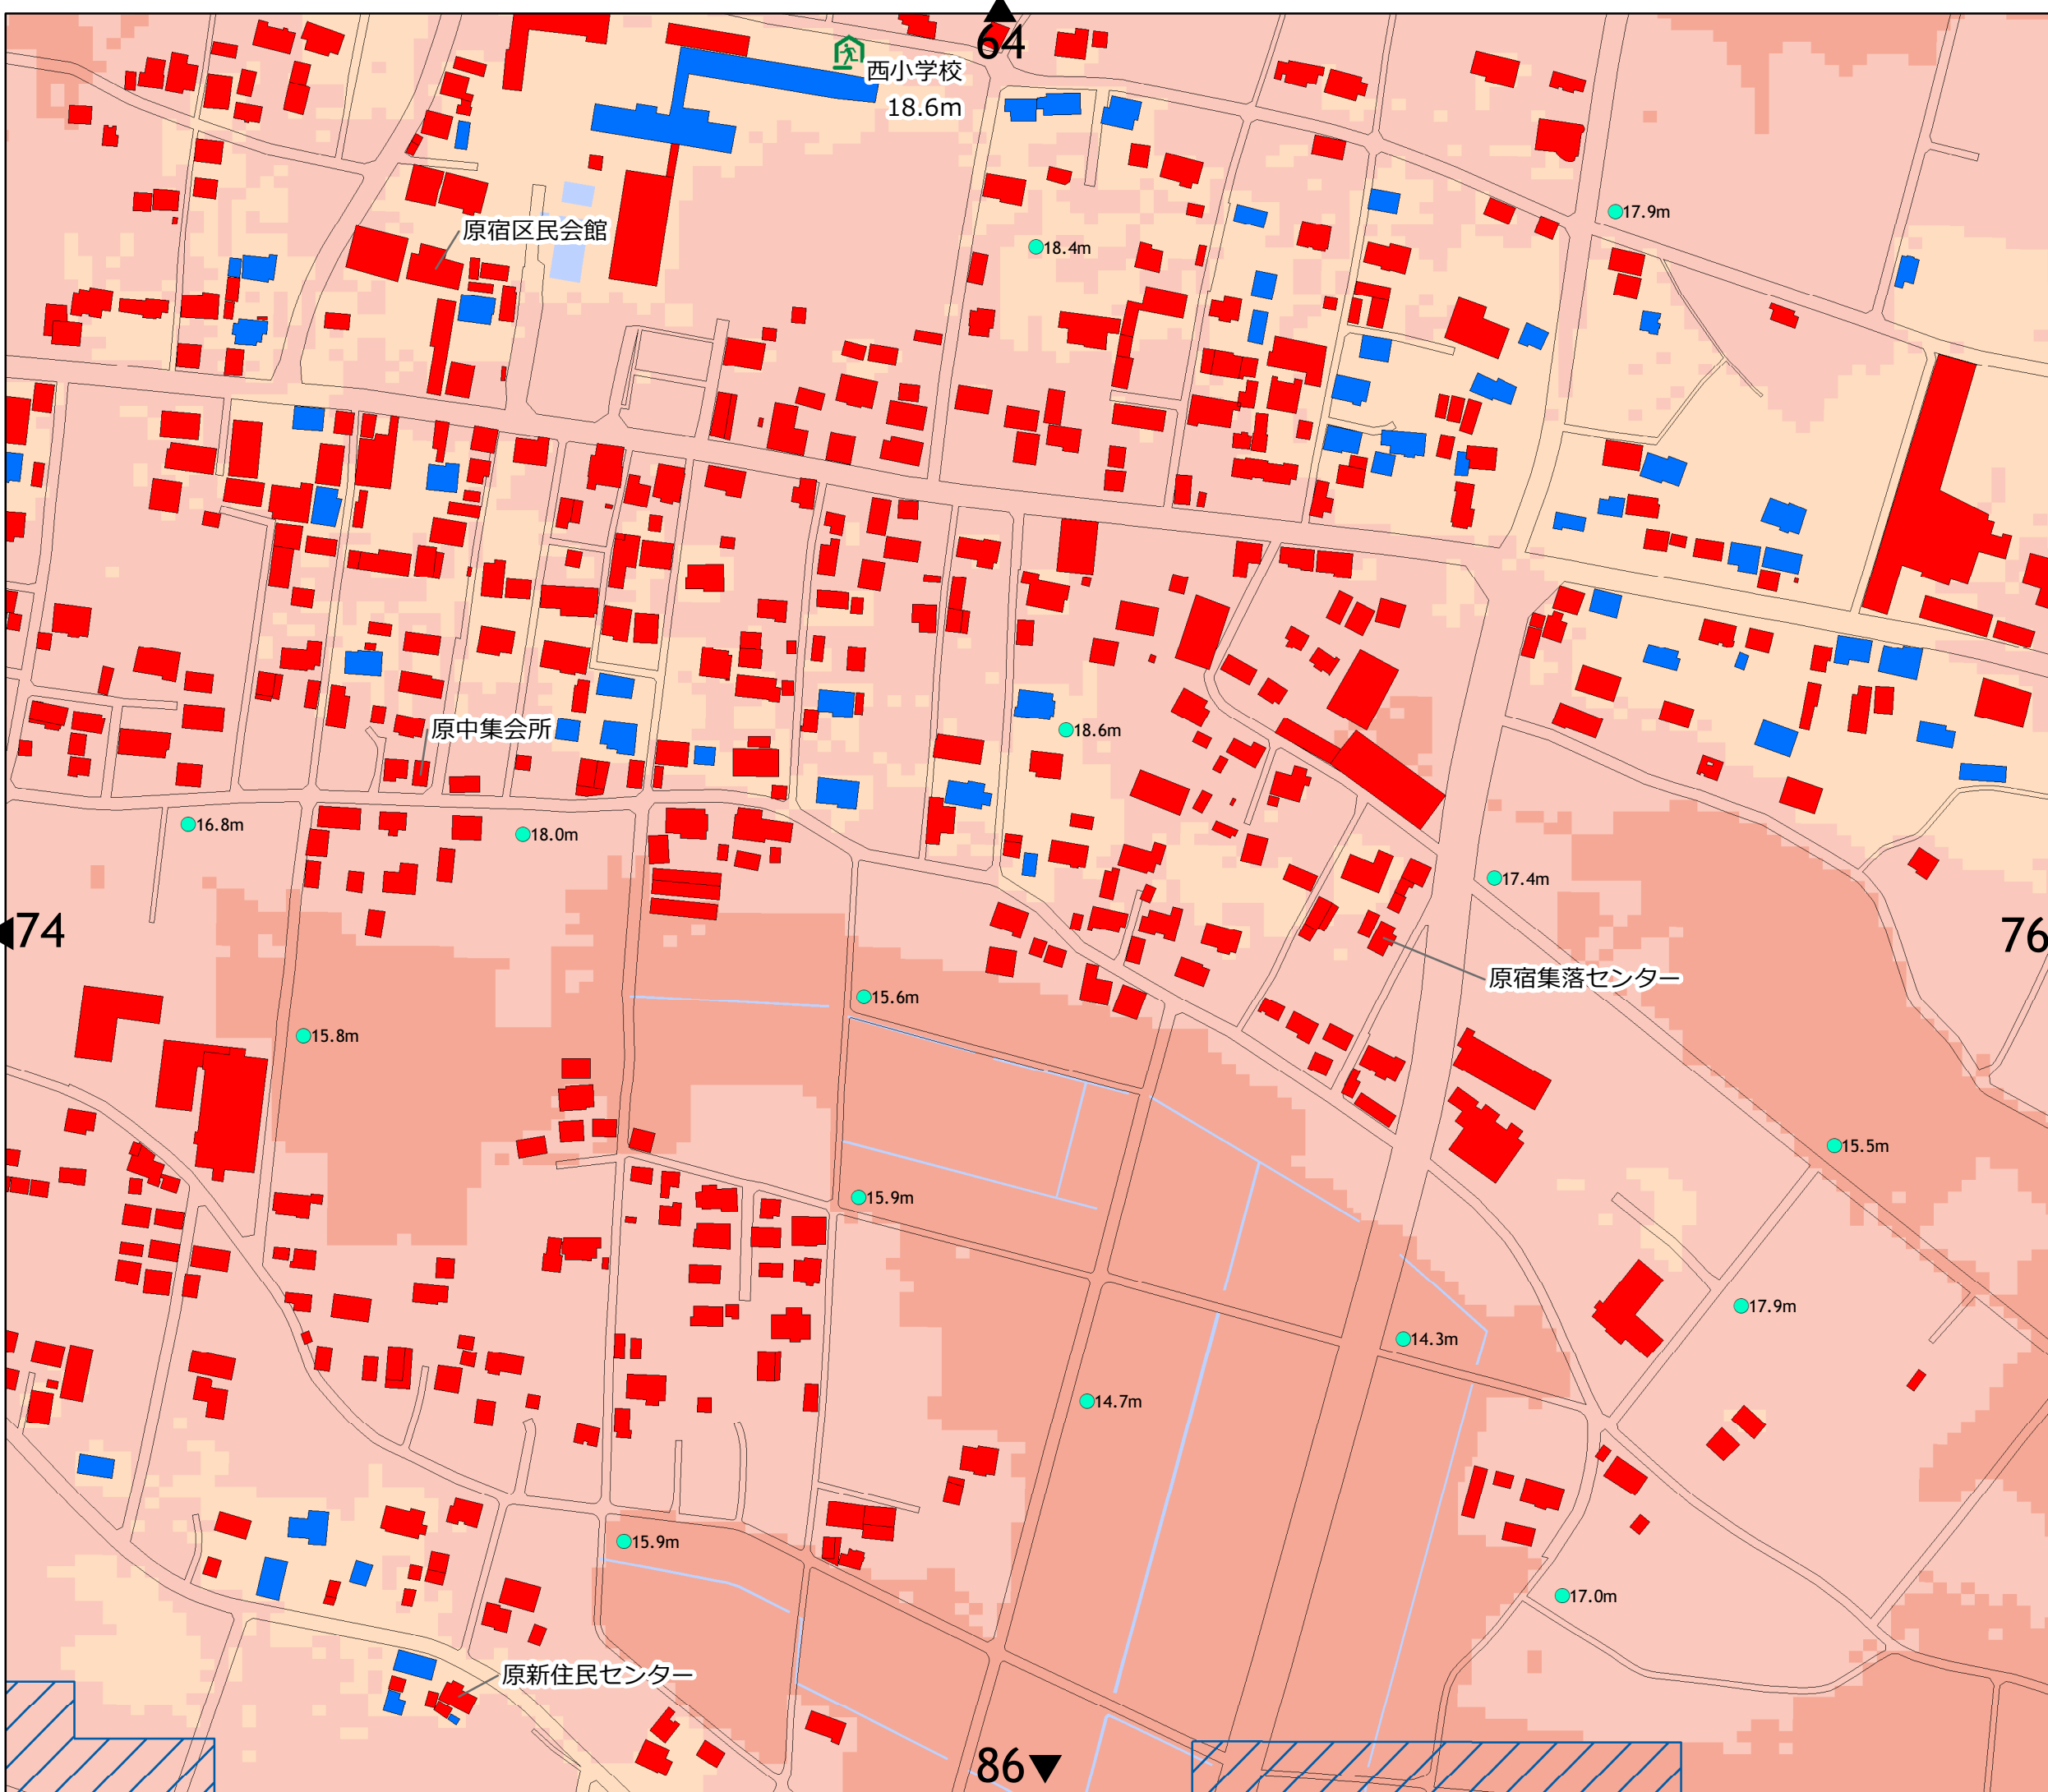 64
西小学校
18.6m
17.9m
原宿区民会館
18.4m
18.6m
原中集会所
16.8m
18.0m
17.4m
74
76
原宿集落センター
15.6m
15.8m
15.5m
15.9m
17.9m
14.3m
14.7m
15.9m
17.0m
原新住民センター
86